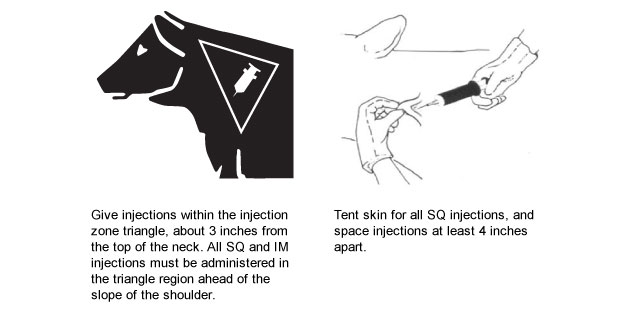 Give injections within the injection
zone triangle, about 3 inches from
the top of the neck. All SQ and IM
injections must be administered in
the triangle region ahead of the
slope of the shoulder.
Tent skin for all SQ injections, and
space injections at least 4 inches
apart.